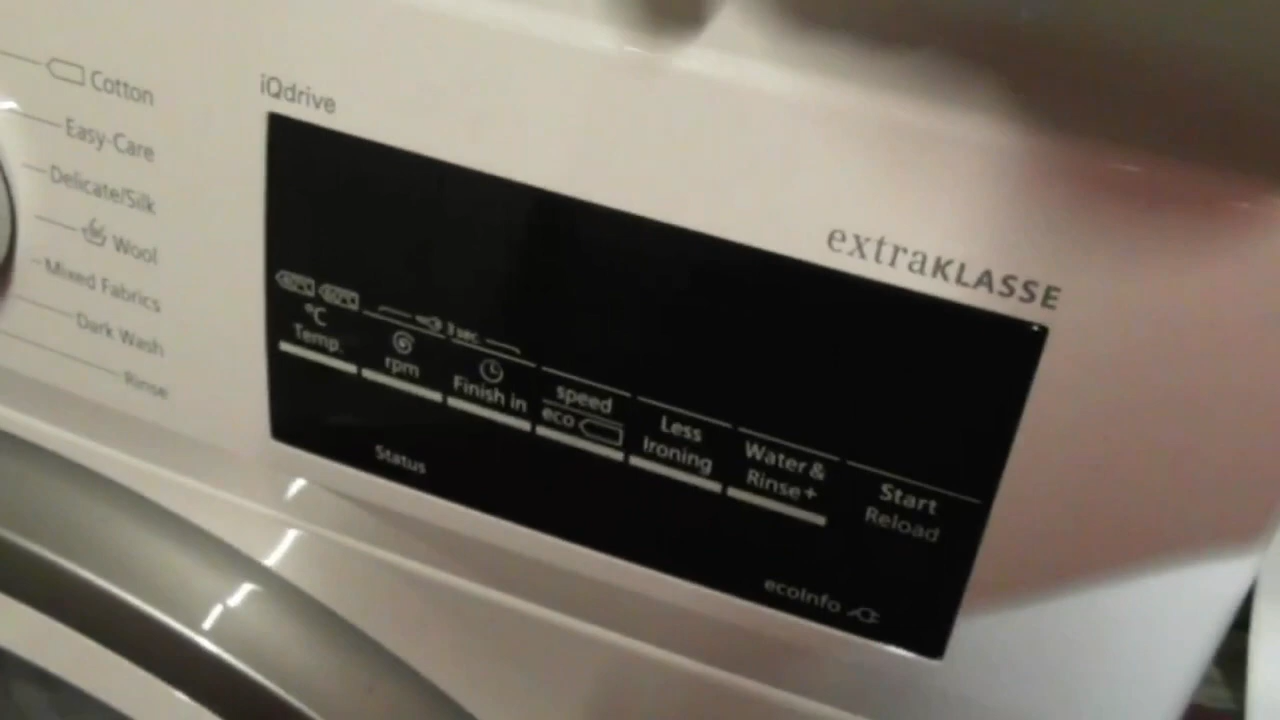 Cotton
Easy-Care
Delicate/Silk
Wool
Mixed Fabrics
Dark Wash
Rinse
iQdrive
extraKLASSE
3 sec.
°C
Temp.
rpm
Finish in
speed
eco
Less
Ironing
Water &
Rinse+
Start
Reload
Status
ecoInfo